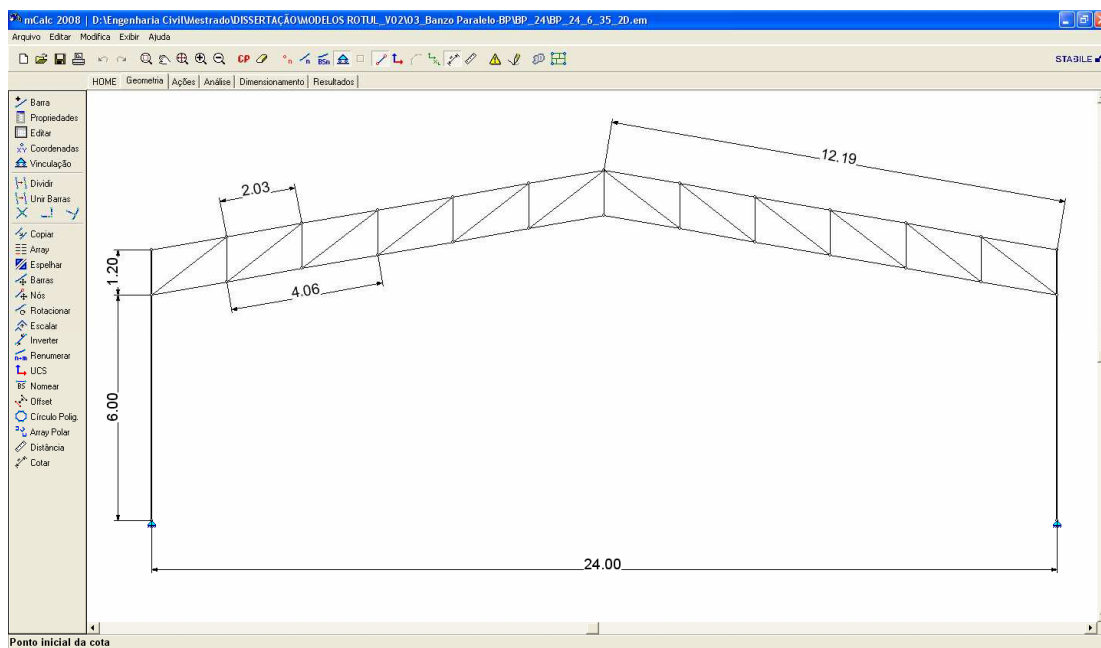 mCalc 2008 | D:\Engenharia Civil\Mestrado\DISSERTAÇÃO\MODELOS ROTUL_V02\03_Banzo Paralelo-BP\BP_24\BP_24_6_35_2D.em
Arquivo Editar Modifica Exibir Ajuda
CP BSn STABILE
HOME Geometria Ações Análise Dimensionamento Resultados
Barra
Propriedades
Editar
Coordenadas
Vinculação
Dividir
Unir Barras
Copiar
Array
Espelhar
Barras
Nós
Rotacionar
Escalar
Inverter
Renumerar
UCS
BS Nomear
Offset
Círculo Polig.
Array Polar
Distância
Cotar
12.19
2.03
1.20
4.06
6.00
24.00
Ponto inicial da cota